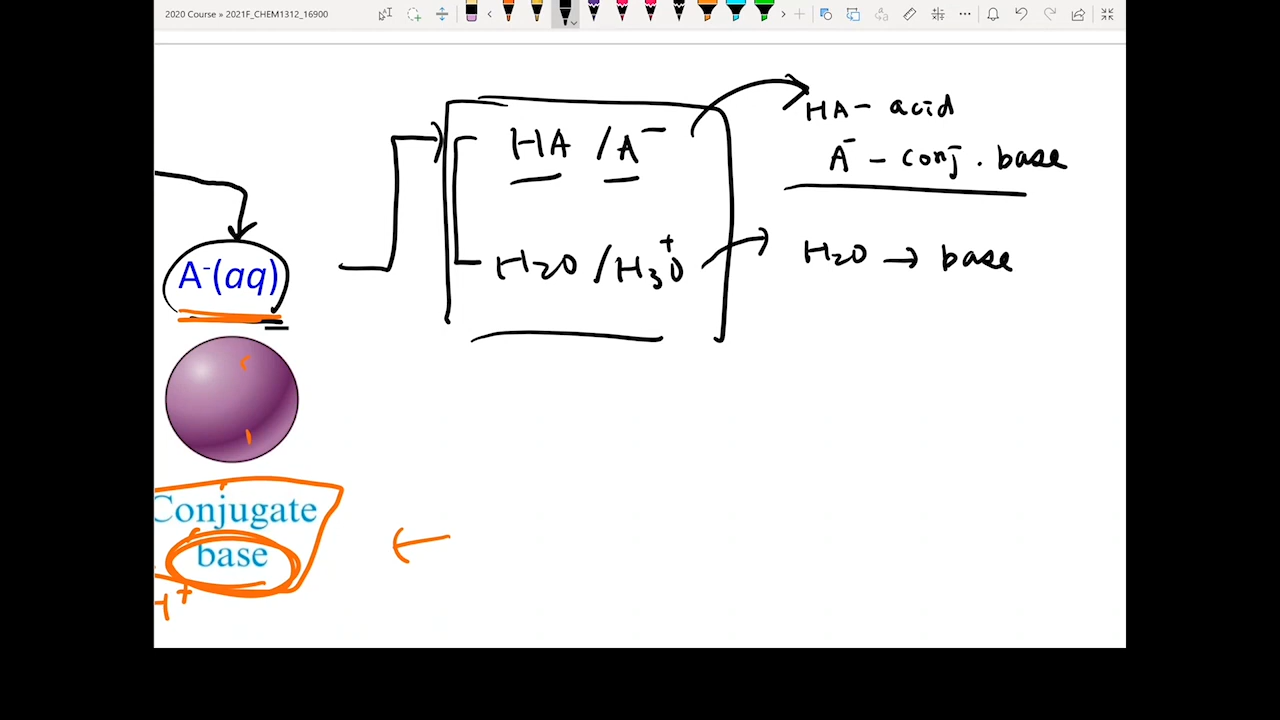 2020 Course » 2021F_CHEM1312_16900
HA / A⁻
HA - acid
A⁻ - conj. base
H₂O / H₃O⁺
H₂O → base
A⁻(aq)
Conjugate
base
H⁺